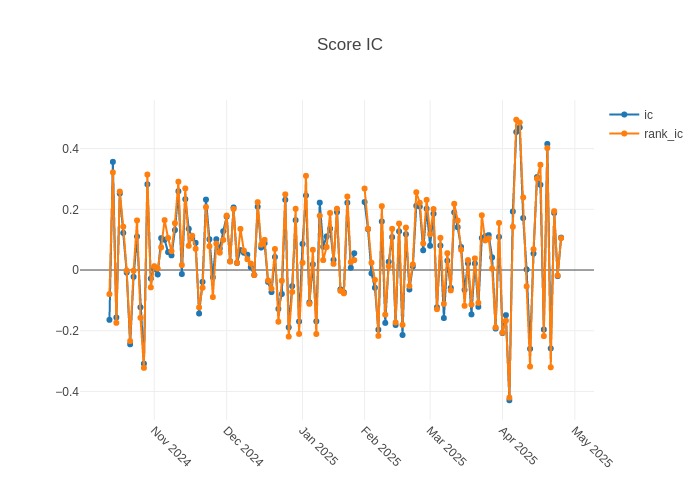 Score IC
ic
rank_ic
0.4
0.2
0
−0.2
−0.4
Nov 2024
Dec 2024
Jan 2025
Feb 2025
Mar 2025
Apr 2025
May 2025